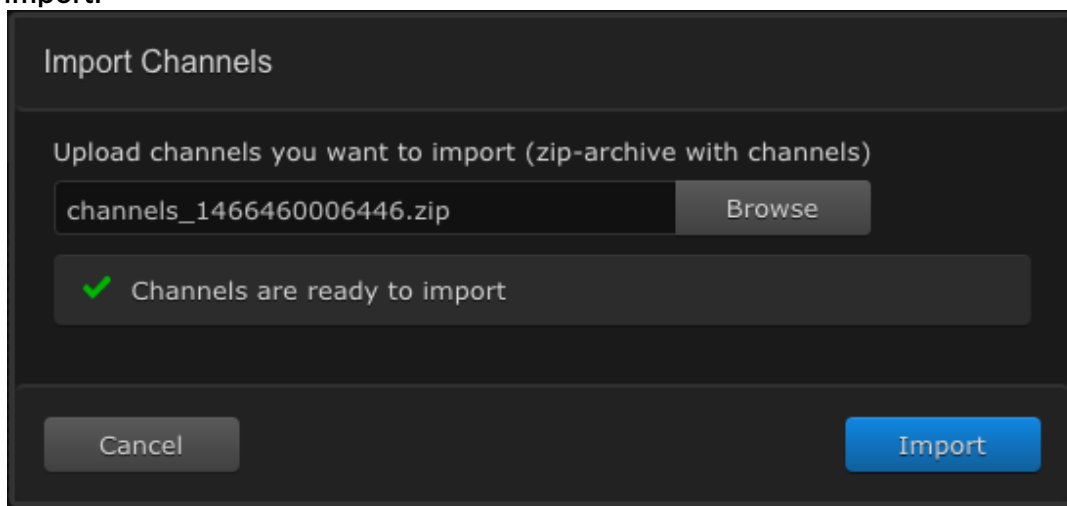 import.
Import Channels
Upload channels you want to import (zip-archive with channels)
channels_1466460006446.zip Browse
Channels are ready to import
Cancel Import